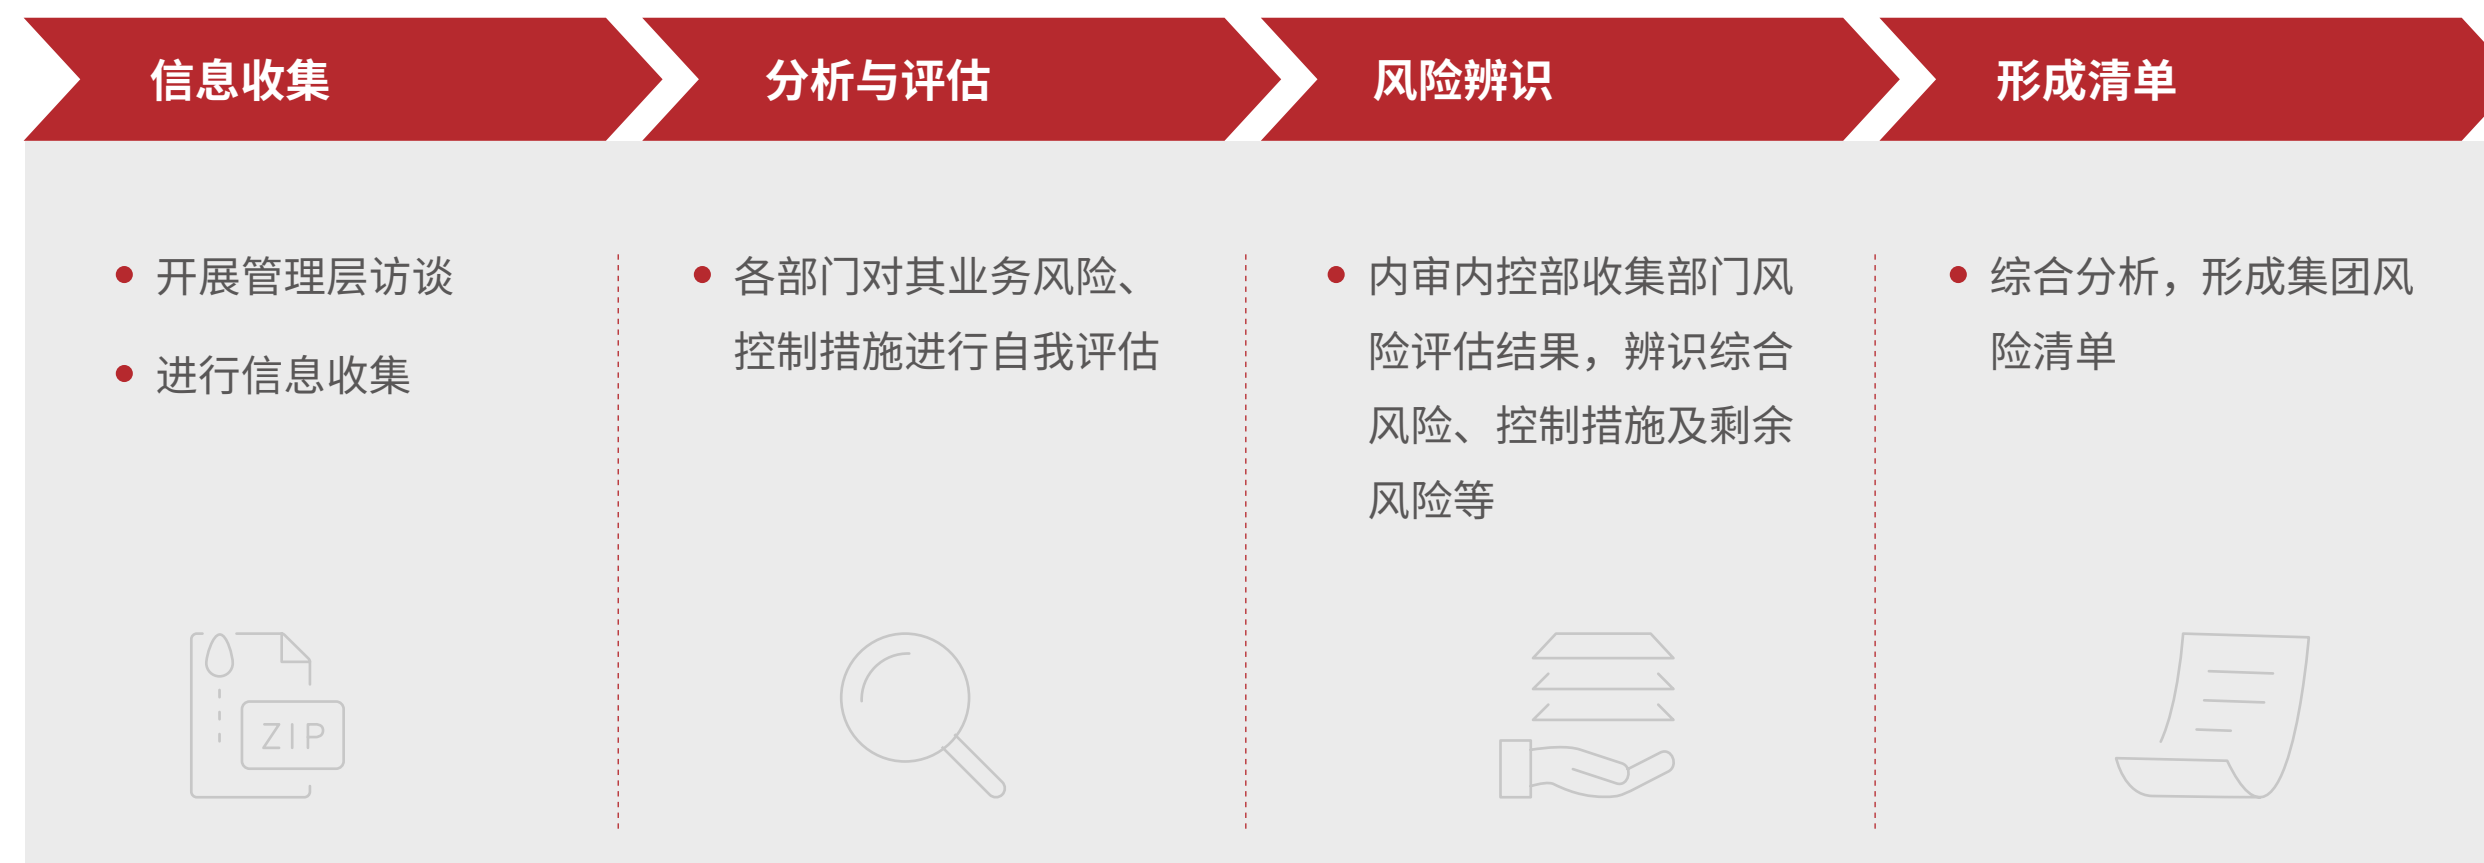 信息收集
分析与评估
风险辨识
形成清单
开展管理层访谈
进行信息收集
各部门对其业务风险、
控制措施进行自我评估
内审内控部收集部门风
险评估结果，辨识综合
风险、控制措施及剩余
风险等
综合分析，形成集团风
险清单
ZIP